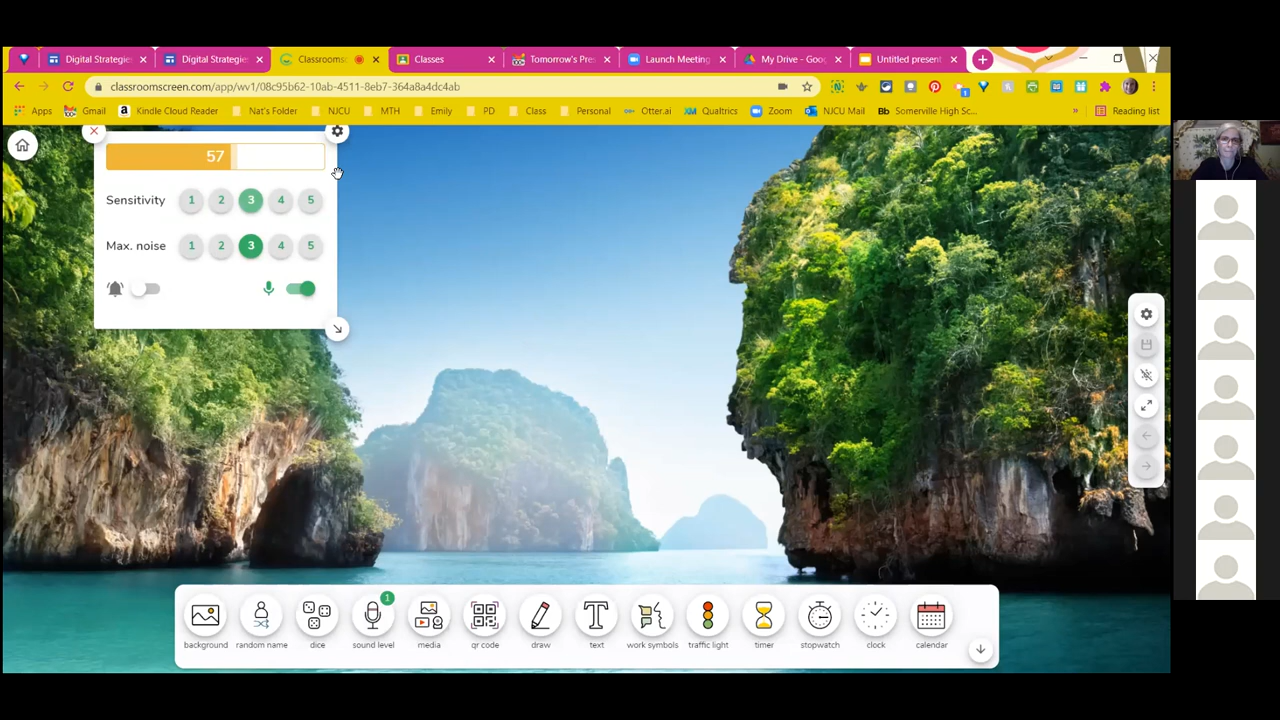 Digital Strategies
Digital Strategies
Classroomsc
Classes
Tomorrow's Pre
Launch Meeting
My Drive - Goo
Untitled present
classroomscreen.com/app/wv1/08c95b62-10ab-4511-8eb7-364a8a4dc4ab
Apps
Gmail
Kindle Cloud Reader
Nat's Folder
NJCU
MTH
Emily
PD
Class
Personal
Otter.ai
Qualtrics
Zoom
NJCU Mail
Bb Somerville High Sc...
»
Reading list
57
Sensitivity 1 2 3 4 5
Max. noise 1 2 3 4 5
1
background
random name
dice
sound level
media
qr code
draw
text
work symbols
traffic light
timer
stopwatch
clock
calendar